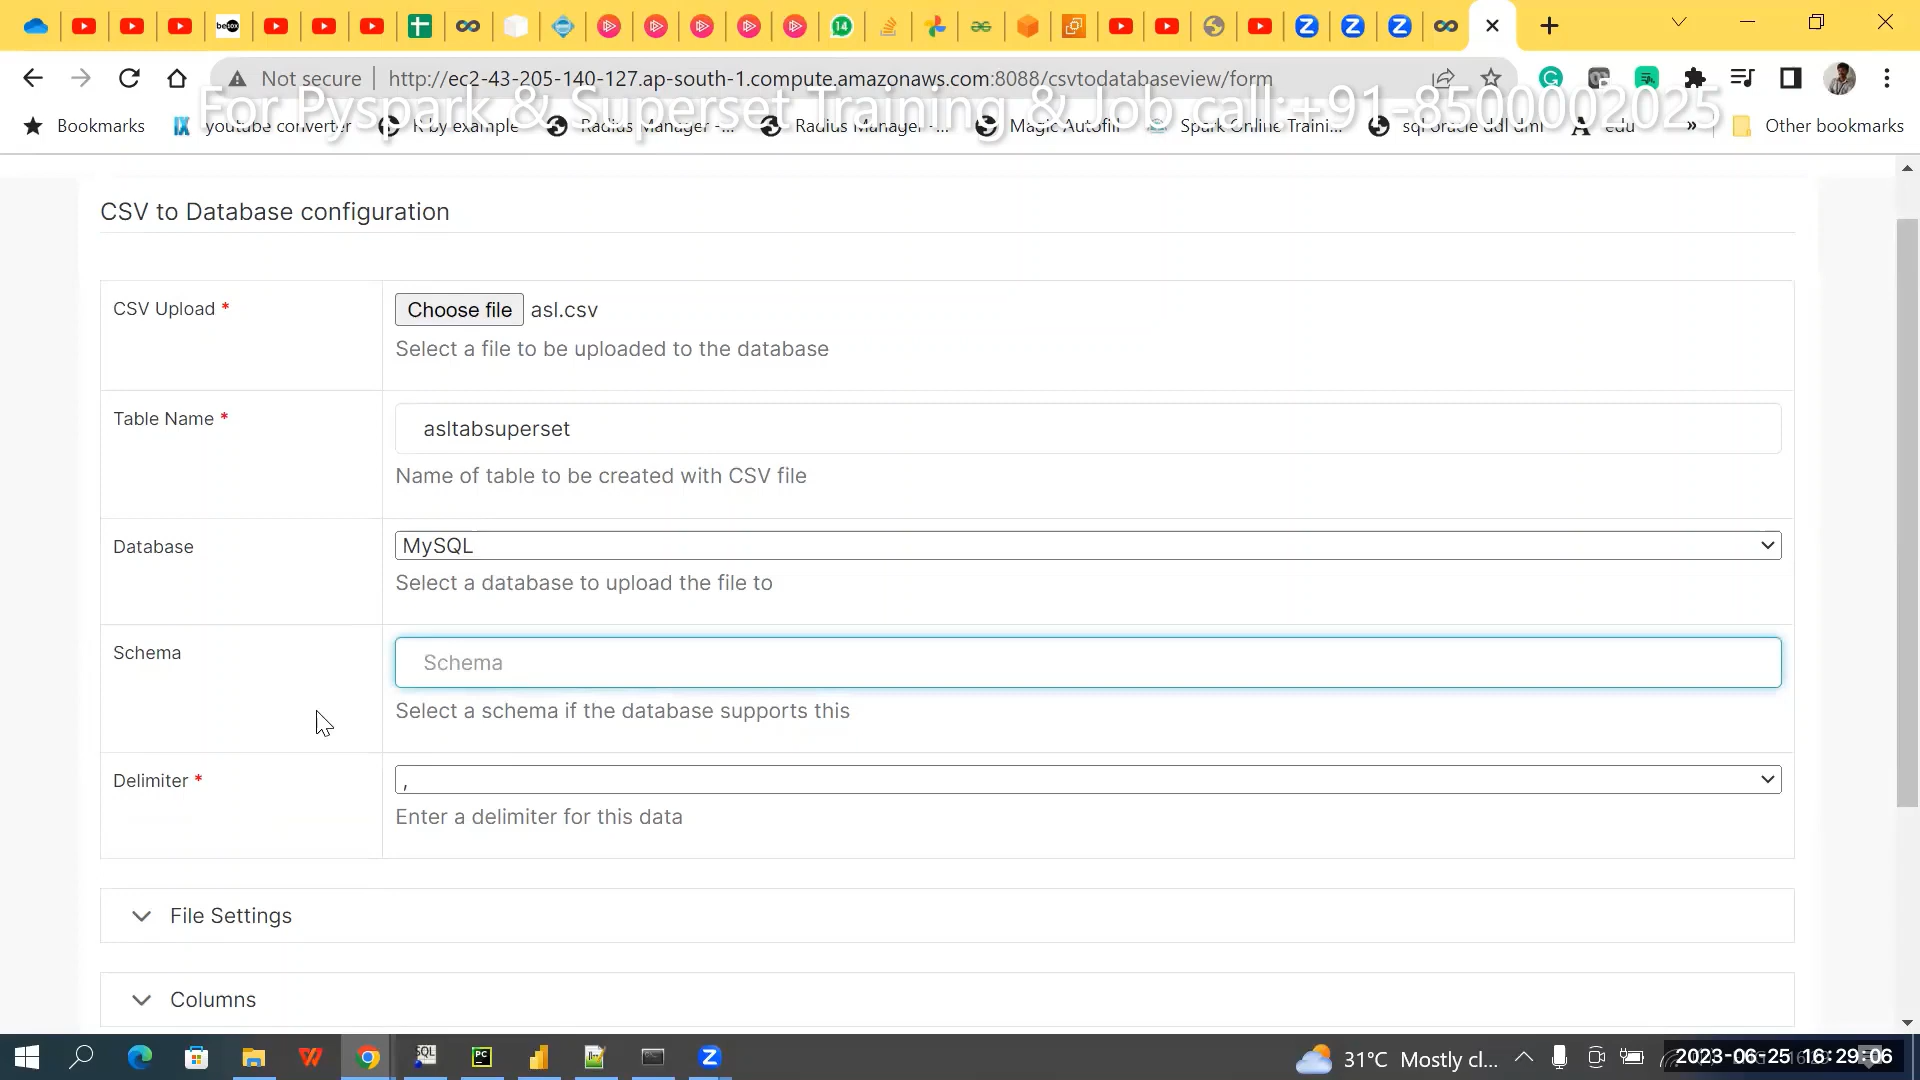 be10x
14
Not secure
http://ec2-43-205-140-127.ap-south-1.compute.amazonaws.com:8088/csvtodatabaseview/form
For Pyspark & Superset Training & Job call:+91-8500002025
Bookmarks
youtube converter
R by example
Radius Manager -...
Radius Manager -...
Magic Autofill
Spark Online Traini...
sql oracle ddl dml
edu
»
Other bookmarks
CSV to Database configuration
CSV Upload *
Choose file asl.csv
Select a file to be uploaded to the database
Table Name *
asltabsuperset
Name of table to be created with CSV file
Database
MySQL
Select a database to upload the file to
Schema
Schema
Select a schema if the database supports this
Delimiter *
,
Enter a delimiter for this data
File Settings
Columns
SQL
PC
31°C Mostly cl...
2023-06-25 16:29:06